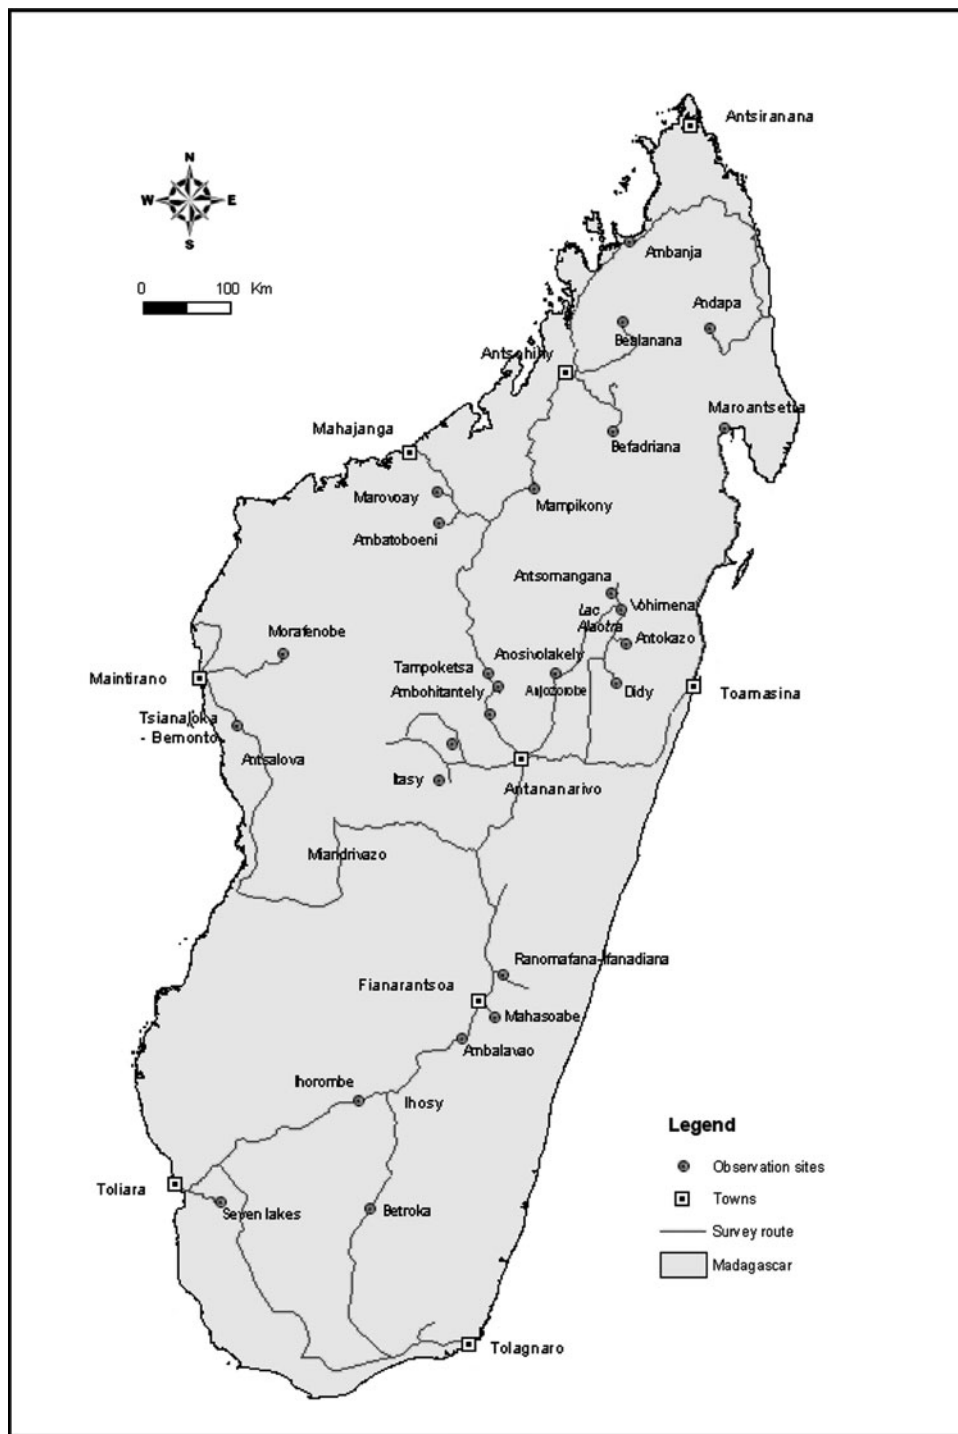 Antsiranana
N
W E
S
Ambanja
0 100 Km
Andapa
Bealanana
Antsohihy
Maroantsetta
Mahajanga
Befadriana
Marovoay
Mampikony
Ambatoboeni
Antsomangana
Lac
Alaotra
Vohimena
Morafenobe
Antokazo
Anosivolakely
Tampoketsa
Maintirano
Ambohitantely
Anjozorobe
Didy
Toamasina
Tsianaloka
- Bemonto
Antsalova
Itasy
Antananarivo
Miandrivazo
Ranomafana-Ifanadiana
Fianarantsoa
Mahasoabe
Ambalavao
Ihorombe
Ihosy
Legend
Observation sites
Toliara
Towns
Seven lakes
Betroka
Survey route
Madagascar
Tolagnaro